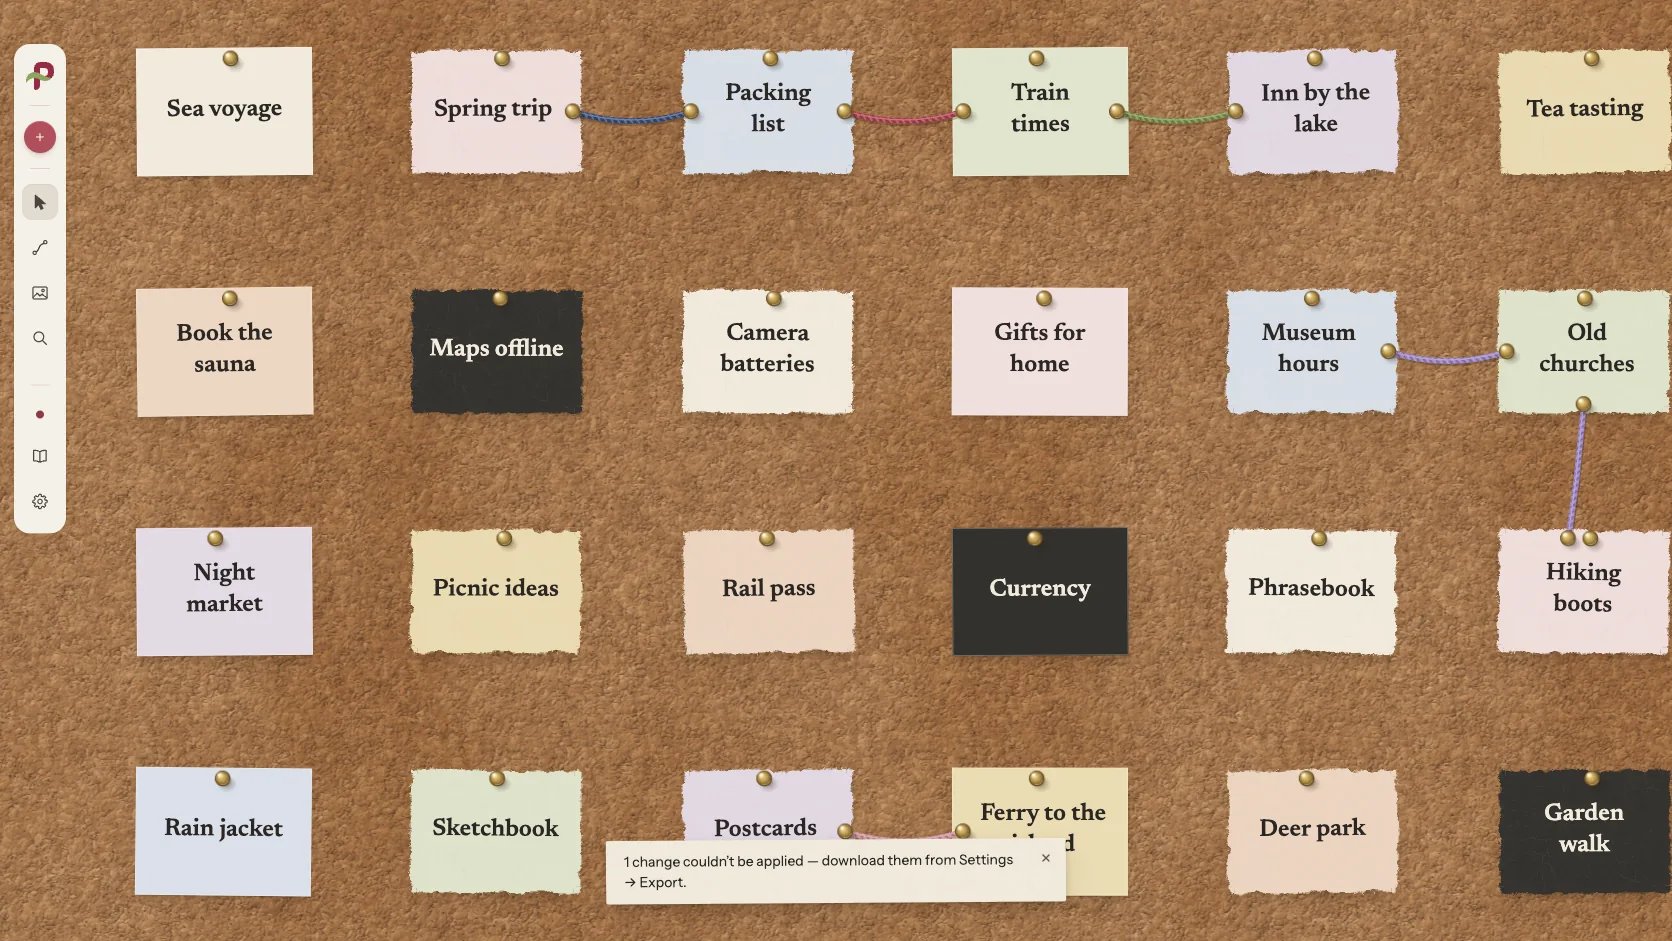 Sea voyage
Spring trip
Packing
list
Train
times
Inn by the
lake
Tea tasting
Book the
sauna
Maps offline
Camera
batteries
Gifts for
home
Museum
hours
Old
churches
Night
market
Picnic ideas
Rail pass
Currency
Phrasebook
Hiking
boots
Rain jacket
Sketchbook
Postcards
Ferry to the
Deer park
Garden
walk
1 change couldn't be applied — download them from Settings
→ Export.